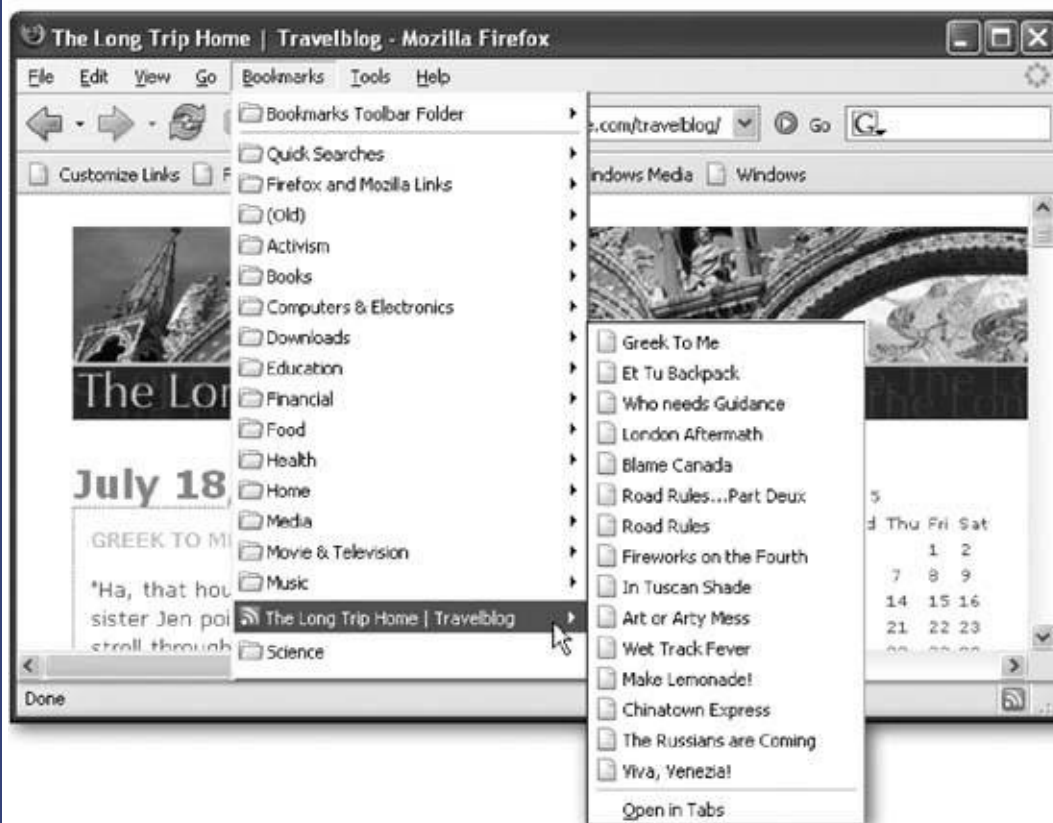 The Long Trip Home | Travelblog - Mozilla Firefox
File Edit View Go Bookmarks Tools Help
e.com/travelblog/ Go G
Customize Links F
indows Media Windows
Bookmarks Toolbar Folder
Quick Searches
Firefox and Mozilla Links
(Old)
Activism
Books
Computers & Electronics
Downloads
Education
Financial
Food
Health
Home
Media
Movie & Television
Music
The Long Trip Home | Travelblog
Science
Greek To Me
Et Tu Backpack
Who needs Guidance
London Aftermath
Blame Canada
Road Rules...Part Deux
Road Rules
Fireworks on the Fourth
In Tuscan Shade
Art or Arty Mess
Wet Track Fever
Make Lemonade!
Chinatown Express
The Russians are Coming
Viva, Venezia!
Open in Tabs
The Lor
July 18,
GREEK TO M
"Ha, that hou
sister Jen poi
stroll through
5
d Thu Fri Sat
1 2
7 8 9
14 15 16
21 22 23
Done